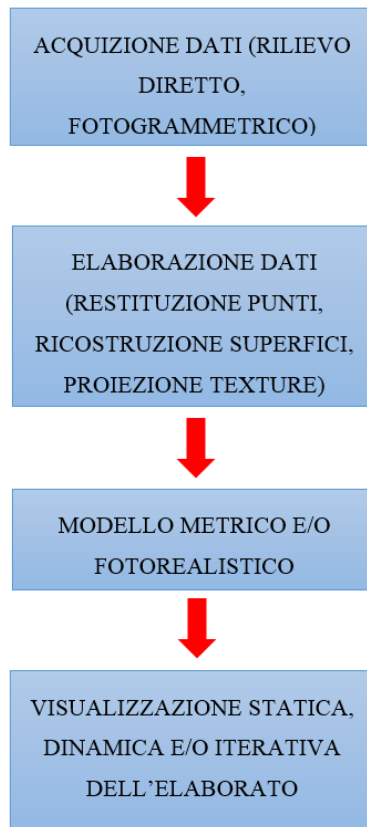 ACQUIZIONE DATI (RILIEVO
DIRETTO,
FOTOGRAMMETRICO)
ELABORAZIONE DATI
(RESTITUZIONE PUNTI,
RICOSTRUZIONE SUPERFICI,
PROIEZIONE TEXTURE)
MODELLO METRICO E/O
FOTOREALISTICO
VISUALIZZAZIONE STATICA,
DINAMICA E/O ITERATIVA
DELL’ELABORATO